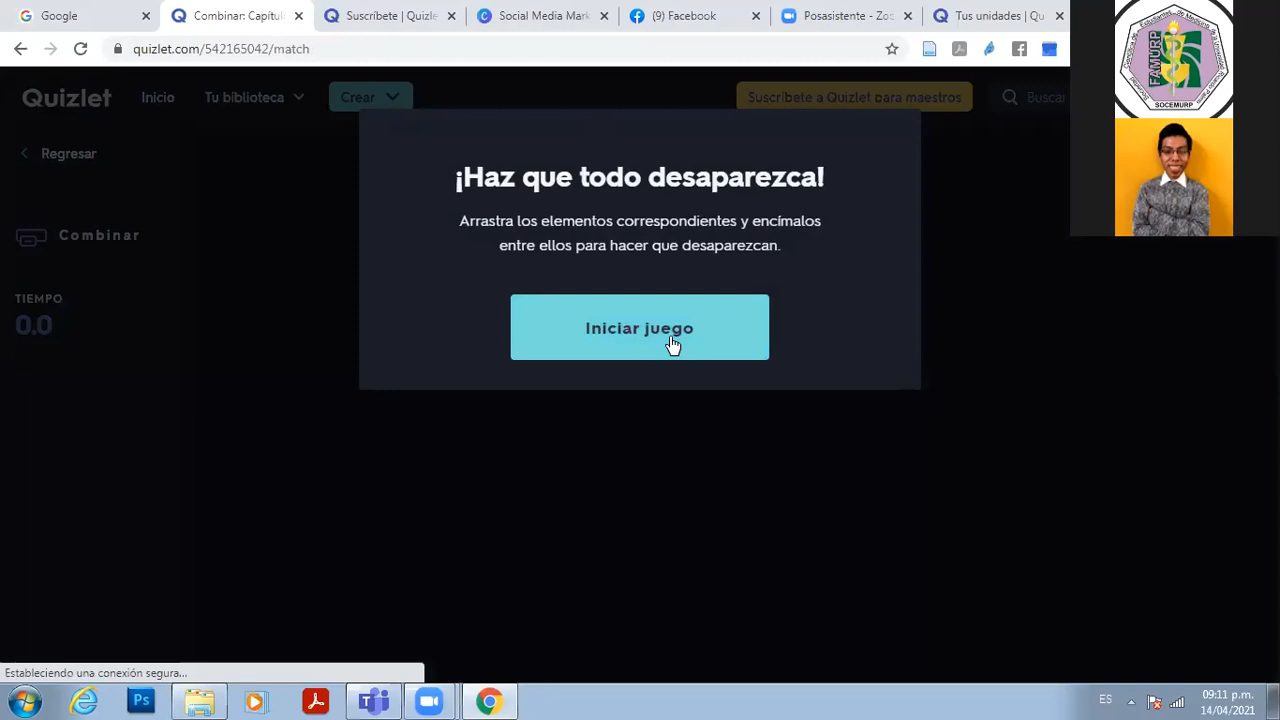 Google
Combinar: Capítul
Suscríbete | Quizle
Social Media Mark
(9) Facebook
Posasistente - Zoo
Tus unidades | Qu
quizlet.com/542165042/match
Quizlet
Inicio
Tu biblioteca
Crear
Suscríbete a Quizlet para maestros
Buscar
FAMURP
SOCEMURP
Regresar
¡Haz que todo desaparezca!
Arrastra los elementos correspondientes y encímalos
entre ellos para hacer que desaparezcan.
Combinar
TIEMPO
0.0
Iniciar juego
Estableciendo una conexión segura...
Ps
ES
09:11 p.m.
14/04/2021